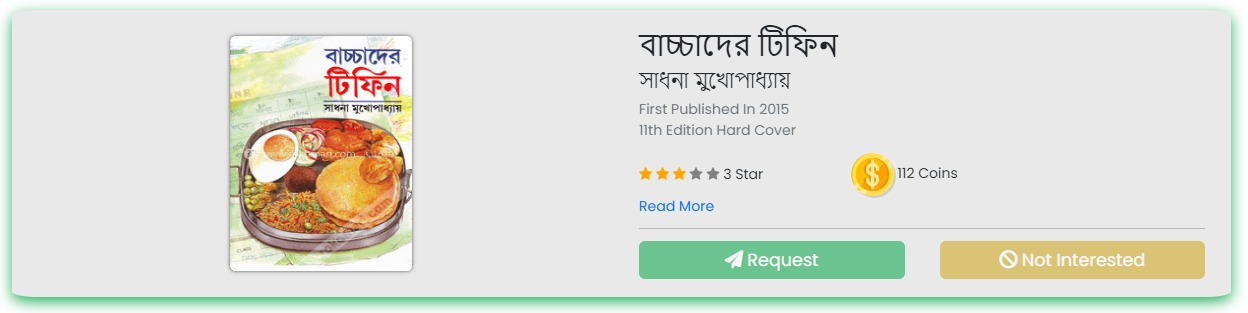 বাচ্চাদের
টিফিন
সাধনা মুখোপাধ্যায়
বাচ্চাদের টিফিন
সাধনা মুখোপাধ্যায়
First Published In 2015
11th Edition Hard Cover
3 Star
112 Coins
Read More
Request
Not Interested